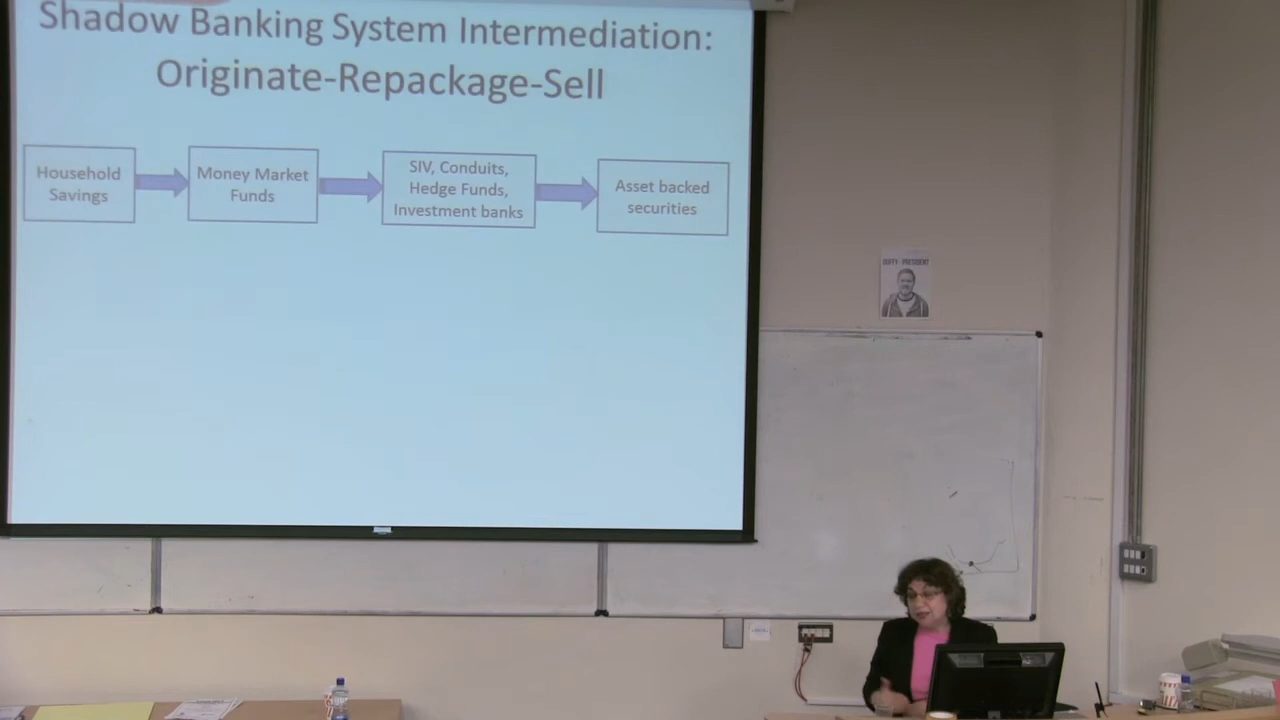 Shadow Banking System Intermediation:
Originate-Repackage-Sell
Household
Savings
Money Market
Funds
SIV, Conduits,
Hedge Funds,
Investment banks
Asset backed
securities
PRESIDENT